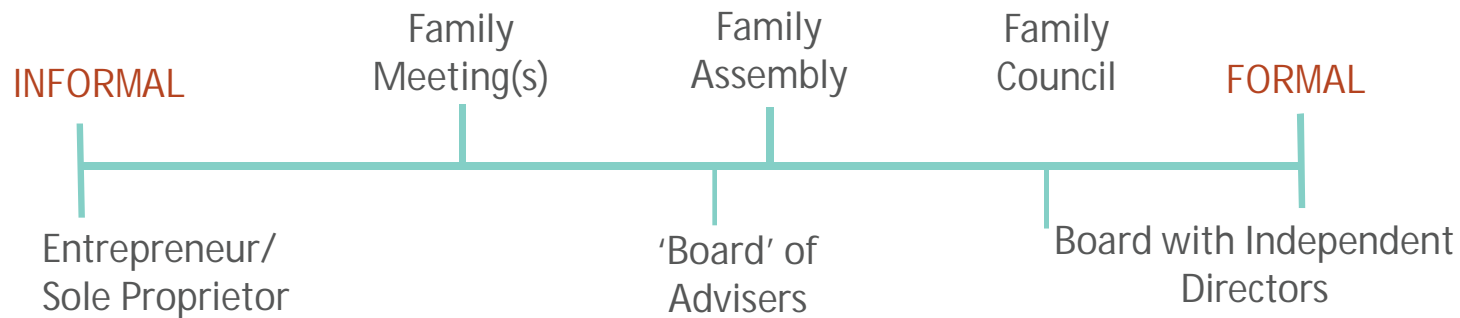 INFORMAL
Family
Meeting(s)
Family
Assembly
Family
Council
FORMAL
Entrepreneur/
Sole Proprietor
‘Board’ of
Advisers
Board with Independent
Directors